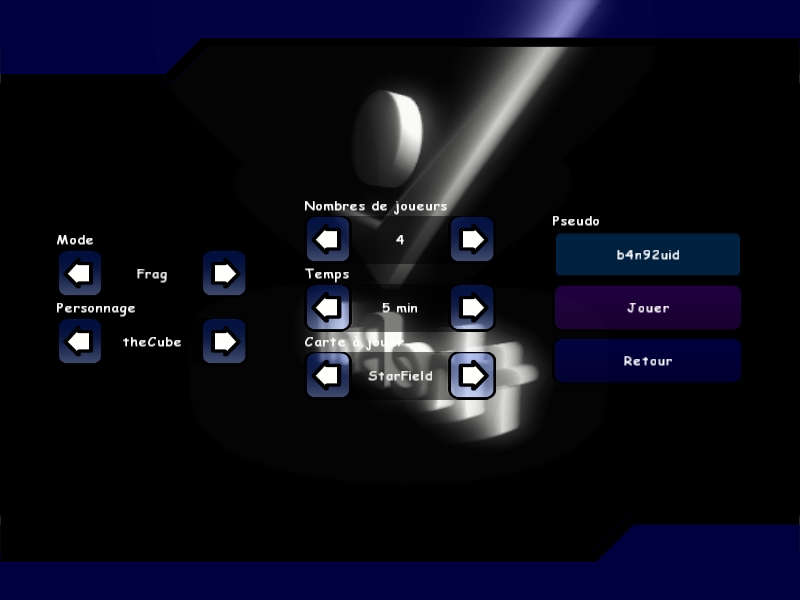 Mode
Frag
Personnage
theCube
Nombres de joueurs
4
Temps
5 min
Carte à jouer
StarField
Pseudo
b4n92uid
Jouer
Retour